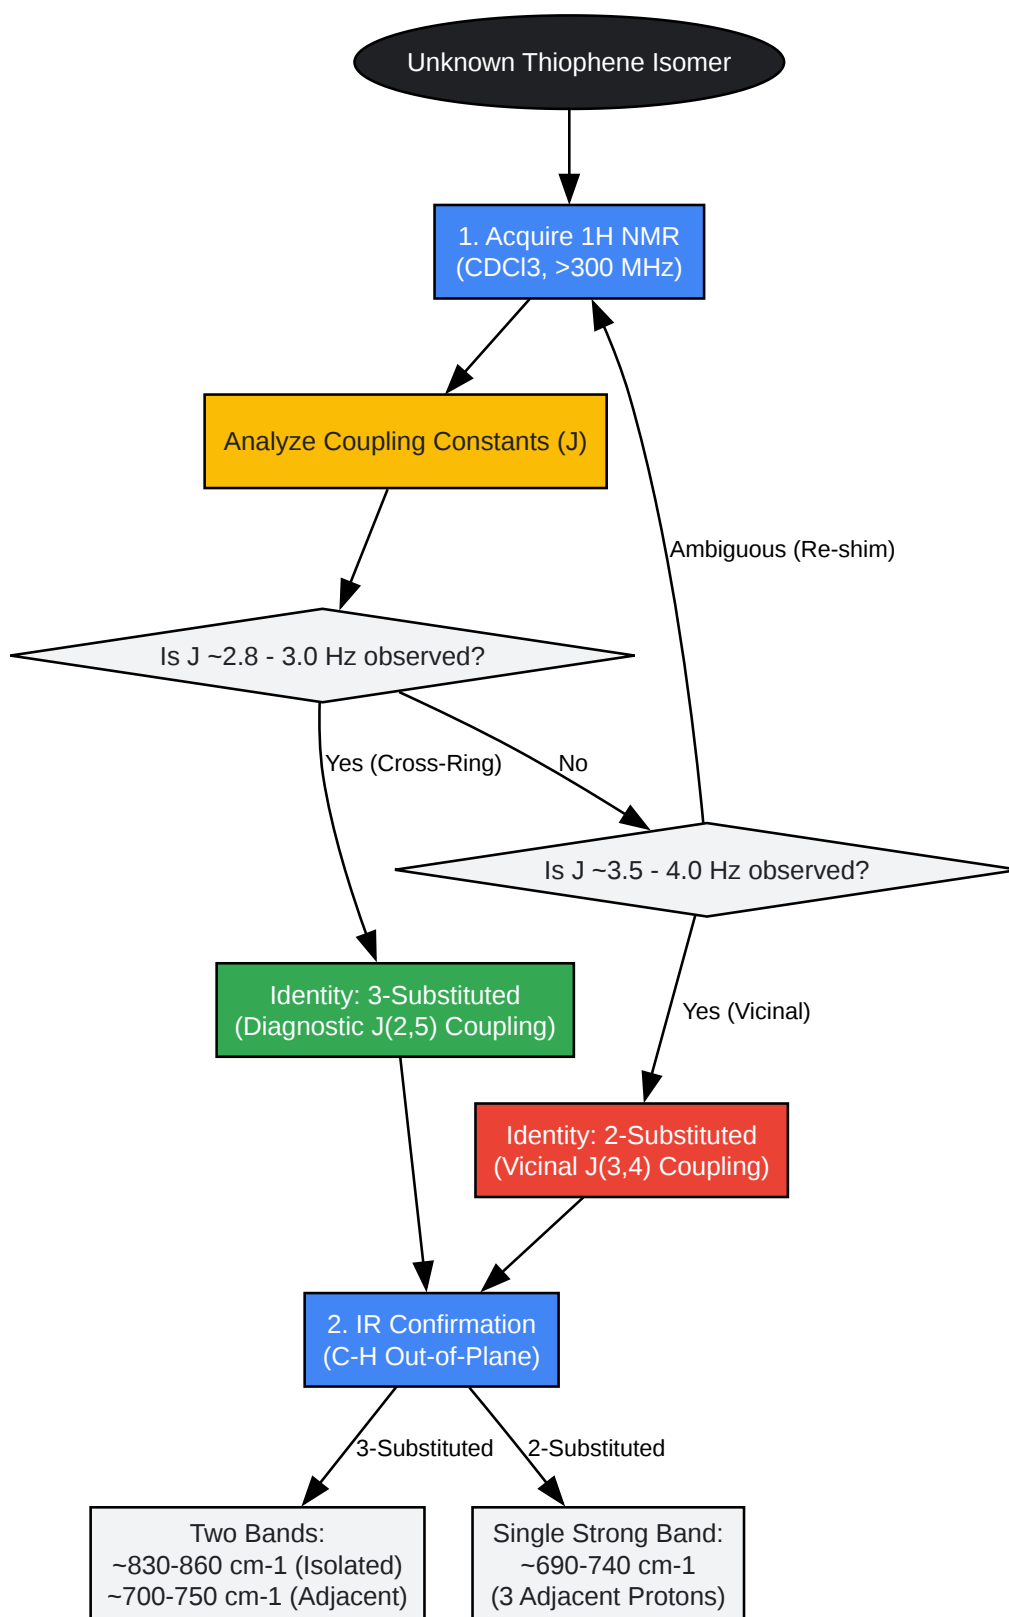 Unknown Thiophene Isomer
1. Acquire 1H NMR
(CDCl3, >300 MHz)
Analyze Coupling Constants (J)
Ambiguous (Re-shim)
Is J ~2.8 - 3.0 Hz observed?
Yes (Cross-Ring)
No
Is J ~3.5 - 4.0 Hz observed?
Identity: 3-Substituted
(Diagnostic J(2,5) Coupling)
Yes (Vicinal)
Identity: 2-Substituted
(Vicinal J(3,4) Coupling)
2. IR Confirmation
(C-H Out-of-Plane)
3-Substituted
2-Substituted
Two Bands:
~830-860 cm-1 (Isolated)
~700-750 cm-1 (Adjacent)
Single Strong Band:
~690-740 cm-1
(3 Adjacent Protons)